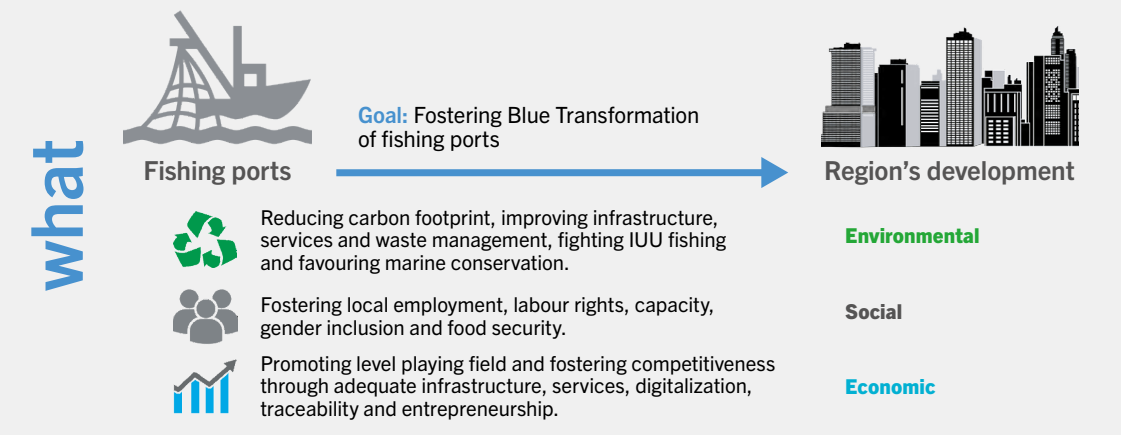 what
Goal: Fostering Blue Transformation
of fishing ports
Fishing ports
Region's development
Reducing carbon footprint, improving infrastructure,
services and waste management, fighting IUU fishing
and favouring marine conservation.
Environmental
Fostering local employment, labour rights, capacity,
gender inclusion and food security.
Social
Promoting level playing field and fostering competitiveness
through adequate infrastructure, services, digitalization,
traceability and entrepreneurship.
Economic